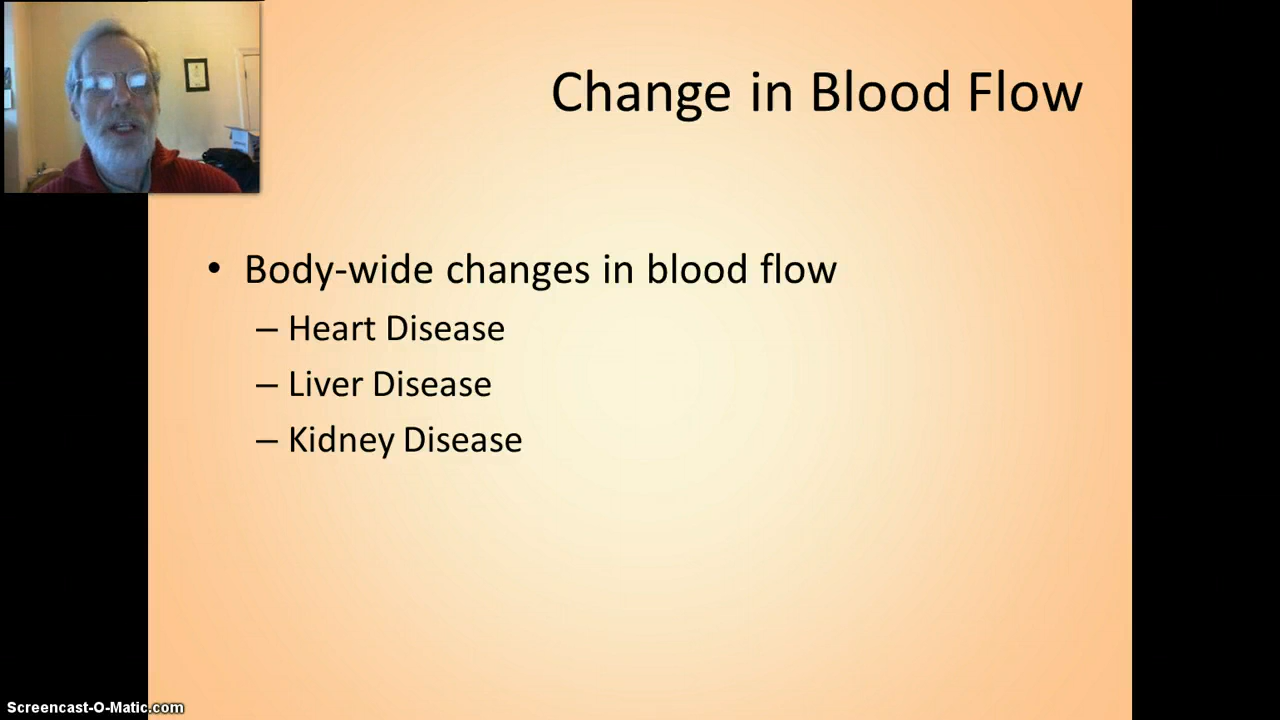 Change in Blood Flow
• Body-wide changes in blood flow
– Heart Disease
– Liver Disease
– Kidney Disease
Screencast-O-Matic.com